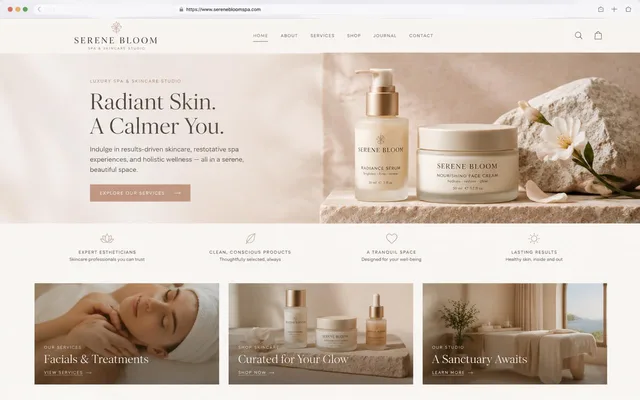 https://www.serenebloomspa.com
SERENE BLOOM
SPA & SKINCARE STUDIO
HOME ABOUT SERVICES SHOP JOURNAL CONTACT
LUXURY SPA & SKINCARE STUDIO
Radiant Skin.
A Calmer You.
Indulge in results-driven skincare, restotative spa
experiences, and holistic wellness — all in a serene,
beautiful space.
EXPLORE OUR SERVICES →
SERENE BLOOM
RADIANCE SERUM
SERENE BLOOM
NOURISHING FACE CREAM
EXPERT ESTHETICIANS
Skincare professionals you can trust
CLEAN, CONSCIOUS PRODUCTS
Thoughtfully selected, always
A TRANQUIL SPACE
Designed for your well-being
LASTING RESULTS
Healthy skin, inside and out
OUR SERVICES
Facials & Treatments
VIEW SERVICES →
SHOP SKINCARE
Curated for Your Glow
SHOP NOW →
OUR STUDIO
A Sanctuary Awaits
LEARN MORE →